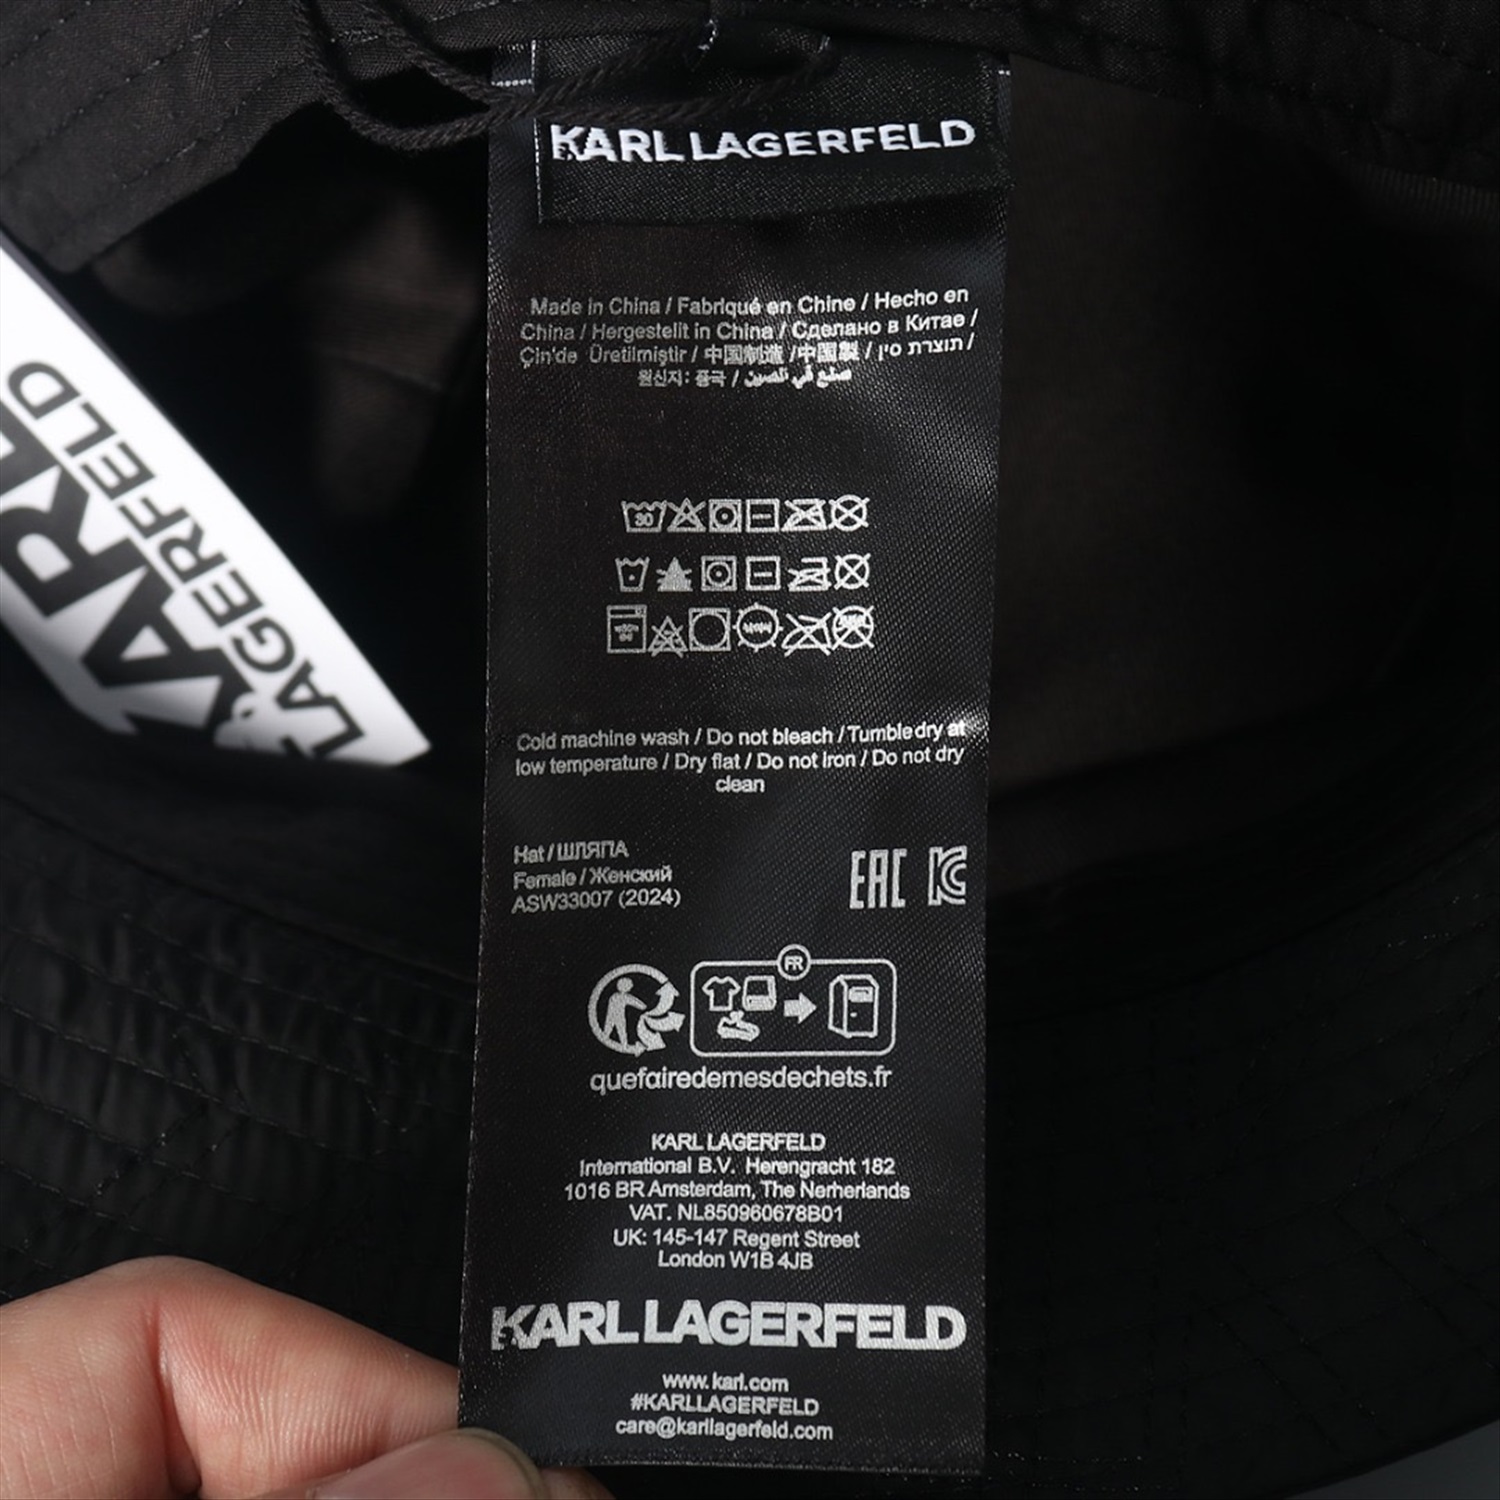 KARL LAGERFELD
KARL
LAGERFELD
Made in China / Fabriqué en Chine / Hecho en
China / Hergestellt in China / Сделано в Китае /
Çin'de Üretilmiştir / 中国制造 /中国製 / תוצרת סין /
원산지: 중국 / صنع في الصين
30
Cold machine wash / Do not bleach / Tumble dry at
low temperature / Dry flat / Do not iron / Do not dry
clean
Hat / ШЛЯПА
Female / Женский
ASW33007 (2024)
EAC KC
FR
quefairedemesdechets.fr
KARL LAGERFELD
International B.V. Herengracht 182
1016 BR Amsterdam, The Nerherlands
VAT. NL850960678B01
UK: 145-147 Regent Street
London W1B 4JB
KARL LAGERFELD
www.karl.com
#KARLLAGERFELD
care@karllagerfeld.com